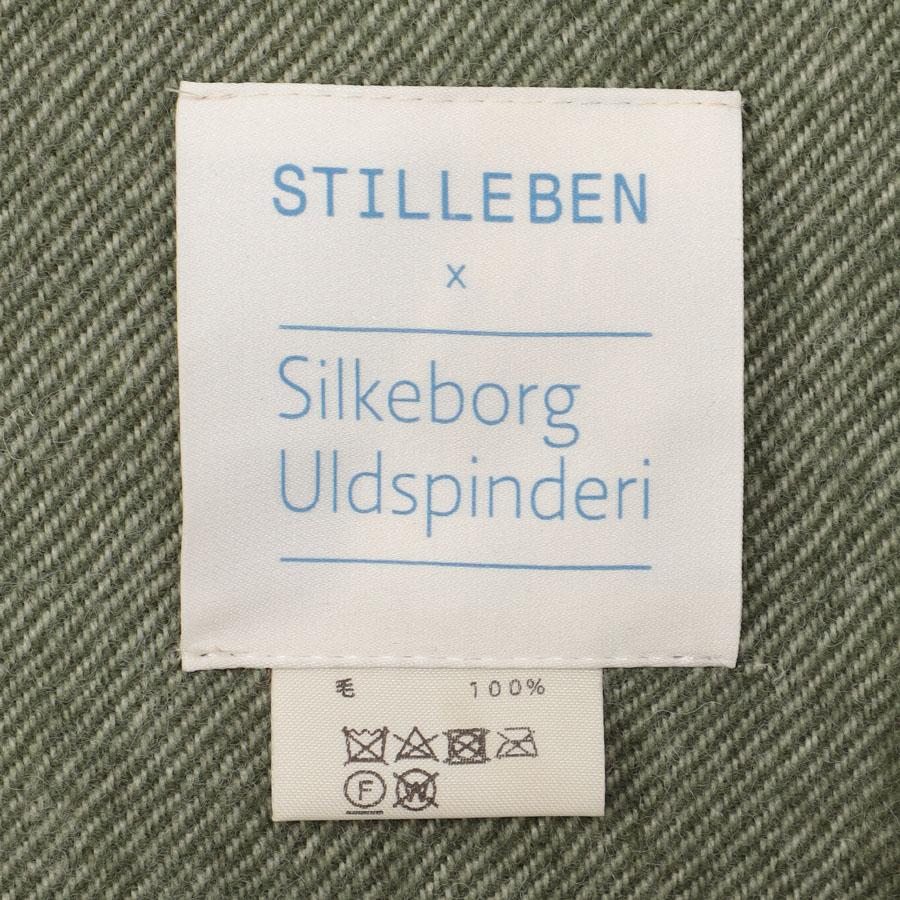 STILLEBEN
x
Silkeborg
Uldspinderi
毛 100%
F W